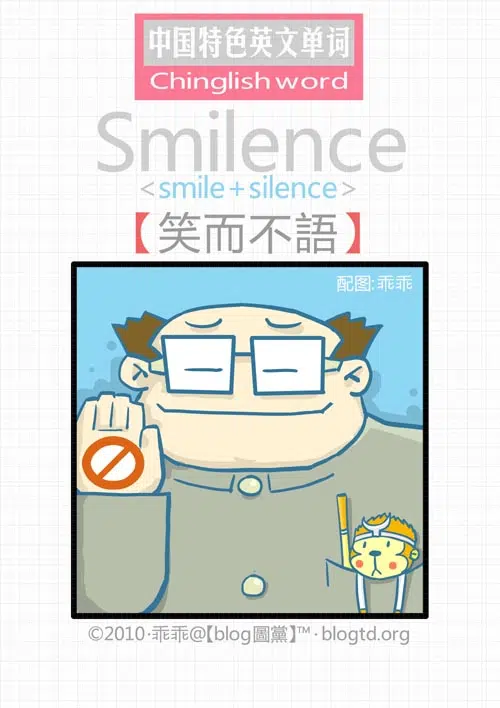 中国特色英文单词
Chinglish word
Smilence
<smile+silence>
【笑而不語】
配图:乖乖
©2010·乖乖@【blog圖黨】™·blogtd.org